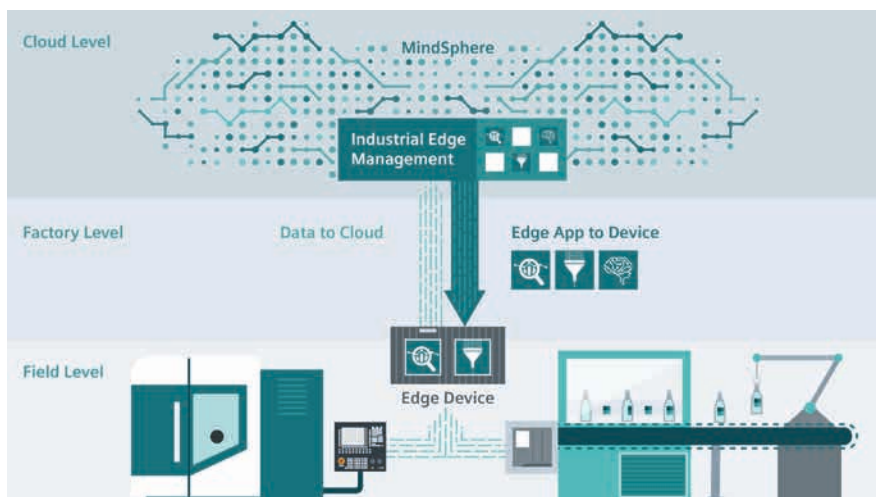 Cloud Level
MindSphere
Industrial Edge
Management
Factory Level
Data to Cloud
Edge App to Device
Field Level
Edge Device